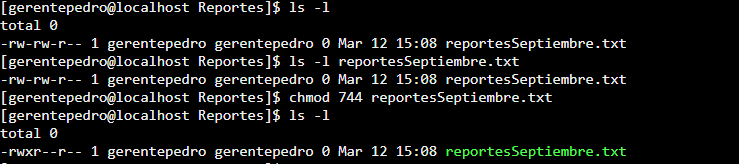 [gerentepedro@localhost Reportes]$ ls -l
total 0
-rw-rw-r-- 1 gerentepedro gerentepedro 0 Mar 12 15:08 reportesSeptiembre.txt
[gerentepedro@localhost Reportes]$ ls -l reportesSeptiembre.txt
-rw-rw-r-- 1 gerentepedro gerentepedro 0 Mar 12 15:08 reportesSeptiembre.txt
[gerentepedro@localhost Reportes]$ chmod 744 reportesSeptiembre.txt
[gerentepedro@localhost Reportes]$ ls -l
total 0
-rwxr--r-- 1 gerentepedro gerentepedro 0 Mar 12 15:08 reportesSeptiembre.txt